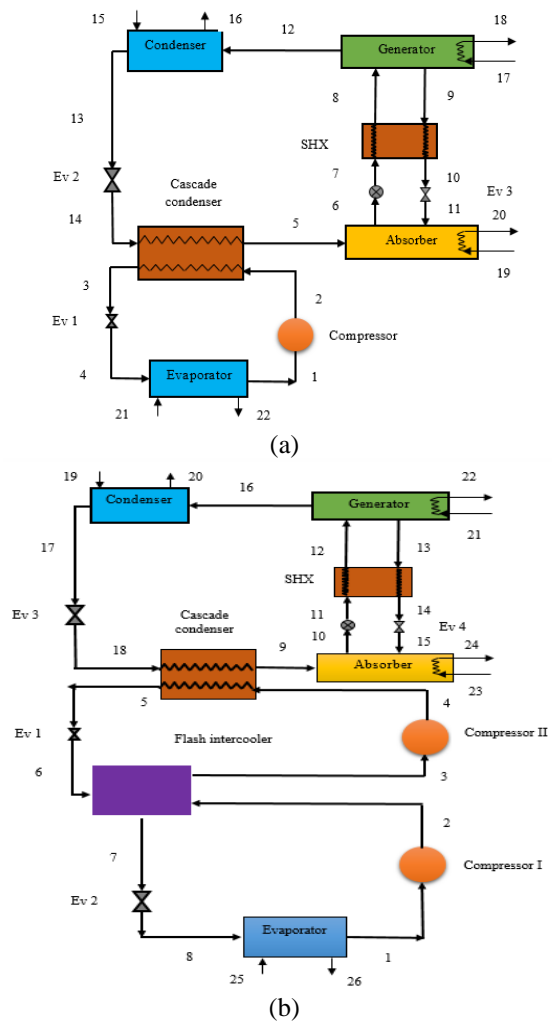 15 16 12 18
Condenser Generator
17
8 9
13
SHX
7 10
Ev 2 Cascade condenser Ev 3
6 11 20
14 5
Absorber
3 19
2
Ev 1 Compressor
4 Evaporator 1
21 22
(a)
19 20 16 22
Condenser Generator
21
17 12 13
SHX
14
Ev 3 Cascade condenser 11 Ev 4
10 15 24
18 9
Absorber
5 4 23
Ev 1 Flash intercooler Compressor II
6 3
2
7
Compressor I
Ev 2
Evaporator
8 1
25 26
(b)